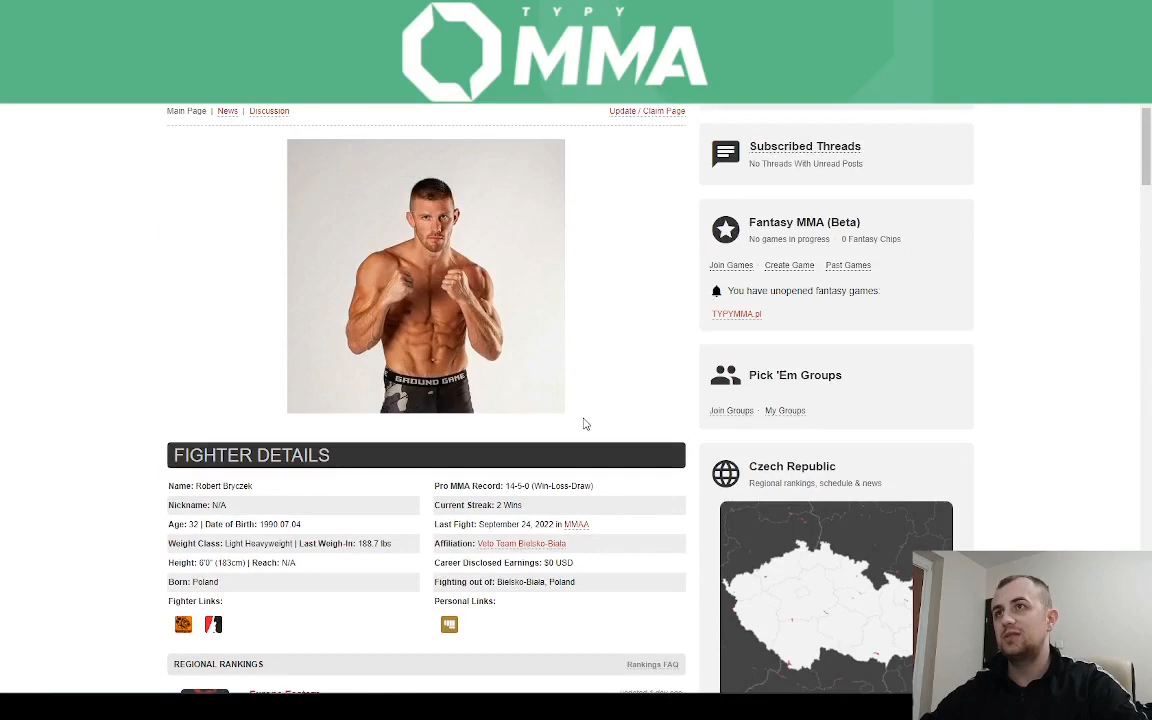 TYPY
MMA
Main Page | News | Discussion
Update / Claim Page
GROUND GAME
FIGHTER DETAILS
Name: Robert Bryczek
Pro MMA Record: 14-5-0 (Win-Loss-Draw)
Nickname: N/A
Current Streak: 2 Wins
Age: 32 | Date of Birth: 1990.07.04
Last Fight: September 24, 2022 in MMAA
Weight Class: Light Heavyweight | Last Weigh-In: 188.7 lbs
Affiliation: Veto Team Bielsko-Biała
Height: 6'0" (183cm) | Reach: N/A
Career Disclosed Earnings: $0 USD
Born: Poland
Fighting out of: Bielsko-Biała, Poland
Fighter Links:
Personal Links:
REGIONAL RANKINGS
Rankings FAQ
Subscribed Threads
No Threads With Unread Posts
Fantasy MMA (Beta)
No games in progress · 0 Fantasy Chips
Join Games Create Game Past Games
You have unopened fantasy games:
TYPYMMA.pl
Pick 'Em Groups
Join Groups · My Groups
Czech Republic
Regional rankings, schedule & news